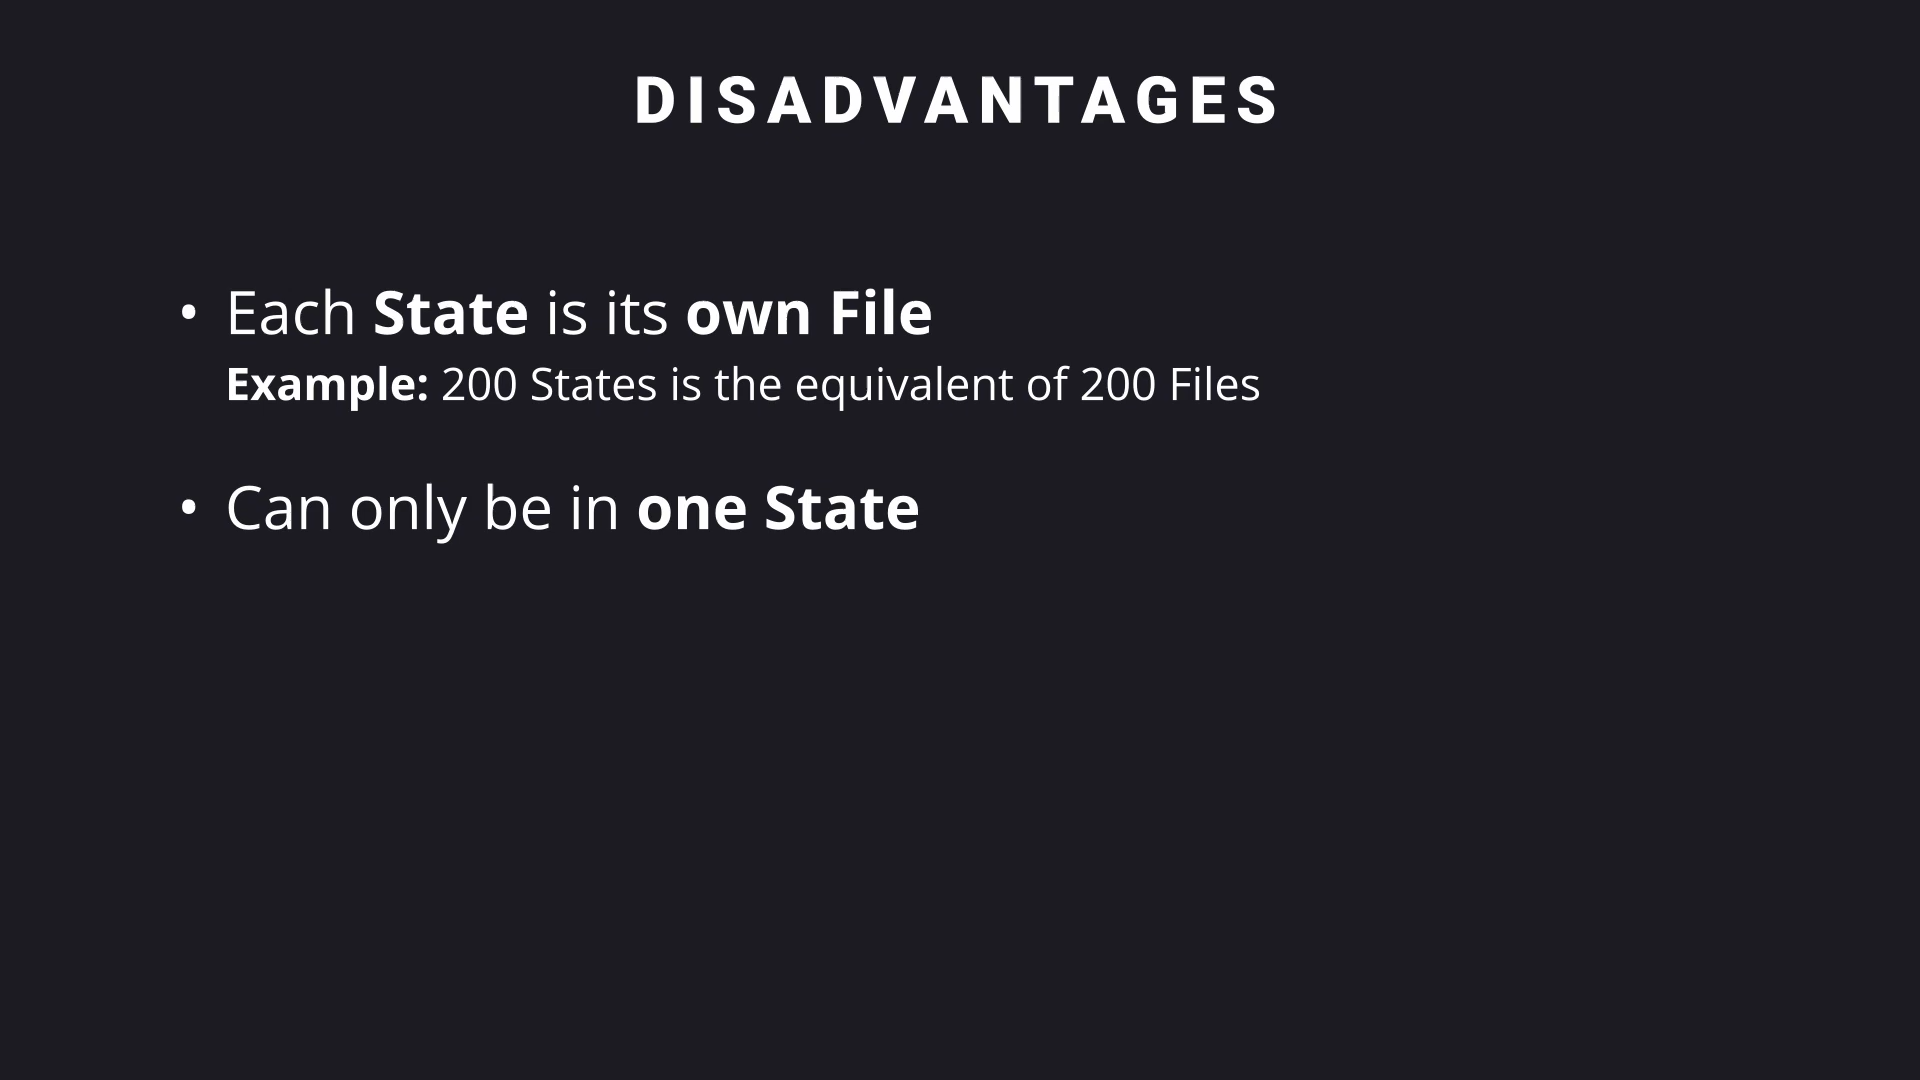 DISADVANTAGES
• Each State is its own File
Example: 200 States is the equivalent of 200 Files
• Can only be in one State